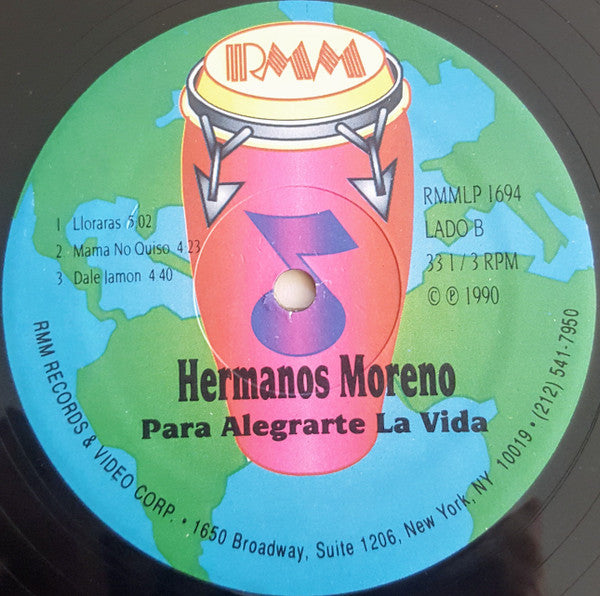 RMM
RMMLP 1694
LADO B
33 1/3 RPM
© ℗ 1990
1 Lloraras 5:02
2 Mama No Quiso 4:23
3 Dale Jamon 4:40
Hermanos Moreno
Para Alegrarte La Vida
RMM RECORDS & VIDEO CORP. • 1650 Broadway, Suite 1206, New York, NY 10019 • (212) 541-7950